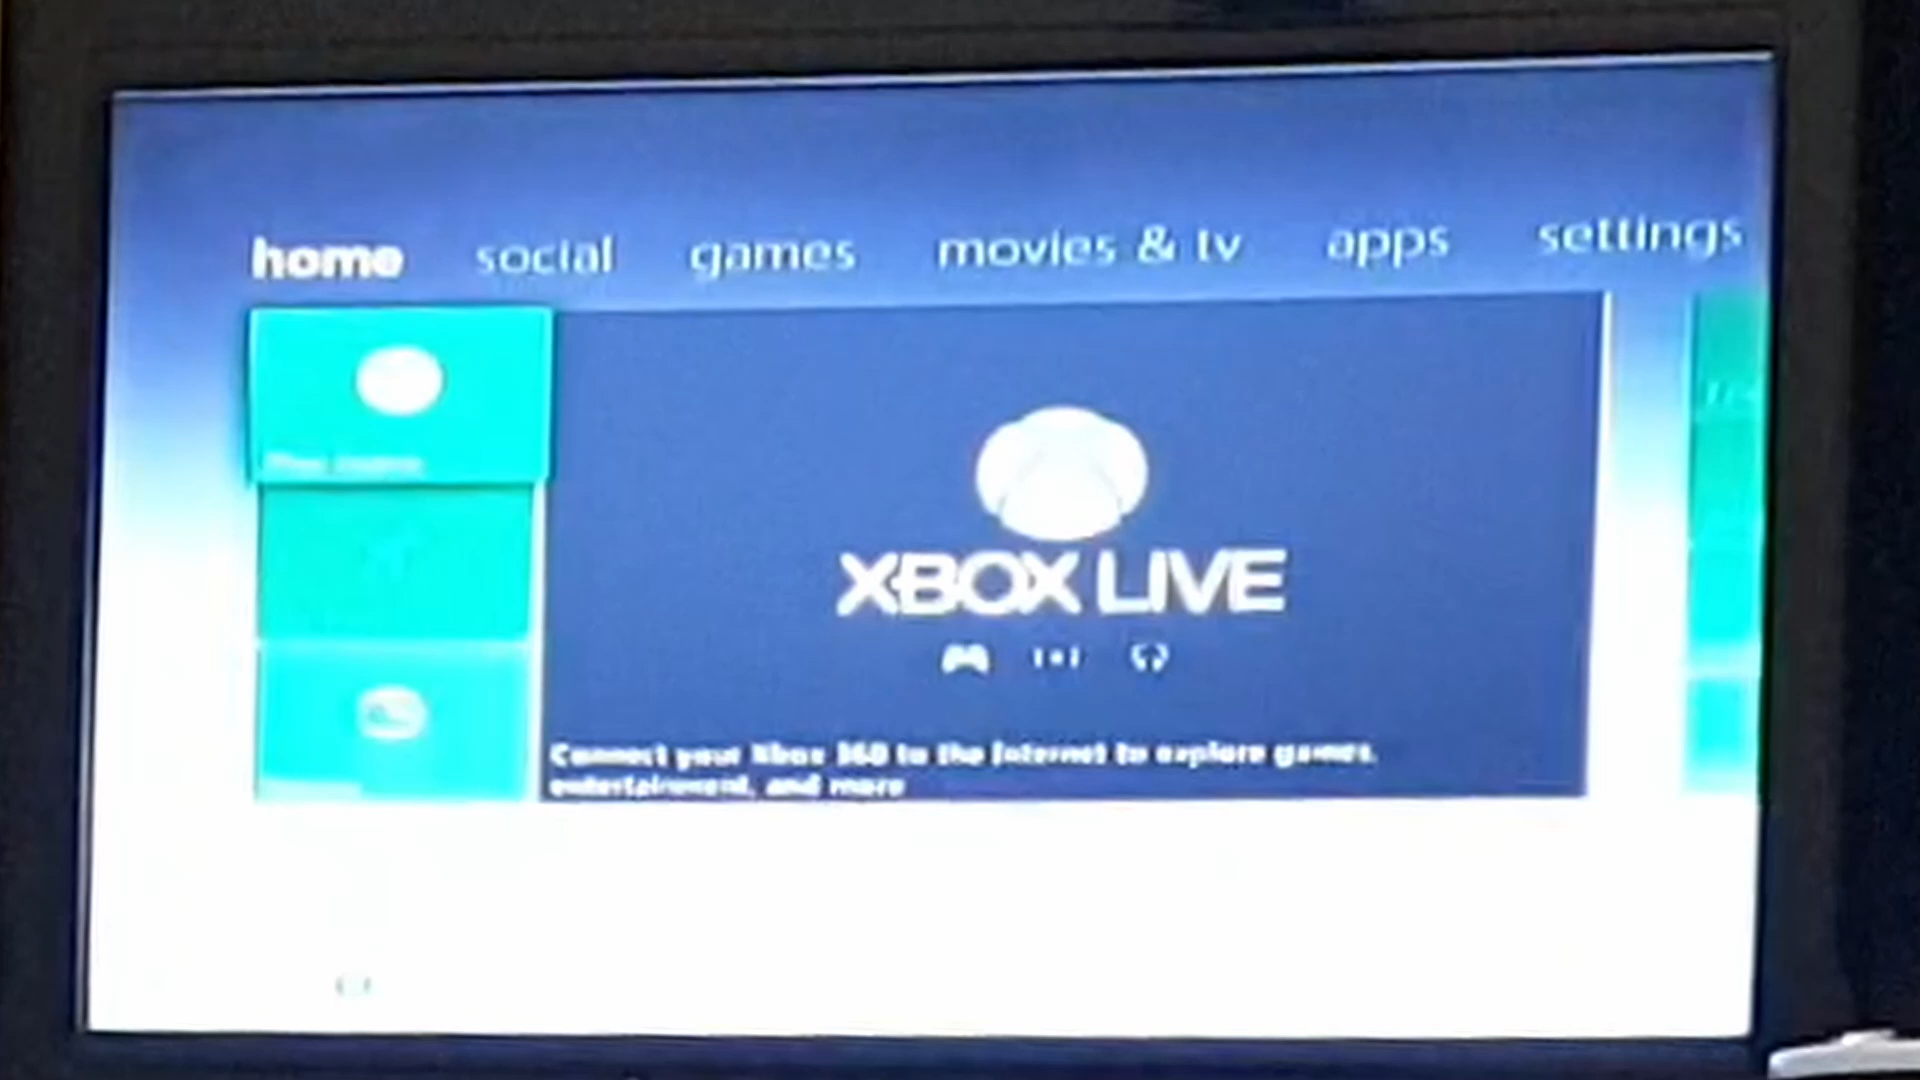 home social games movies & tv apps settings
XBOX LIVE
Connect your Xbox 360 to the Internet to explore games,
entertainment, and more